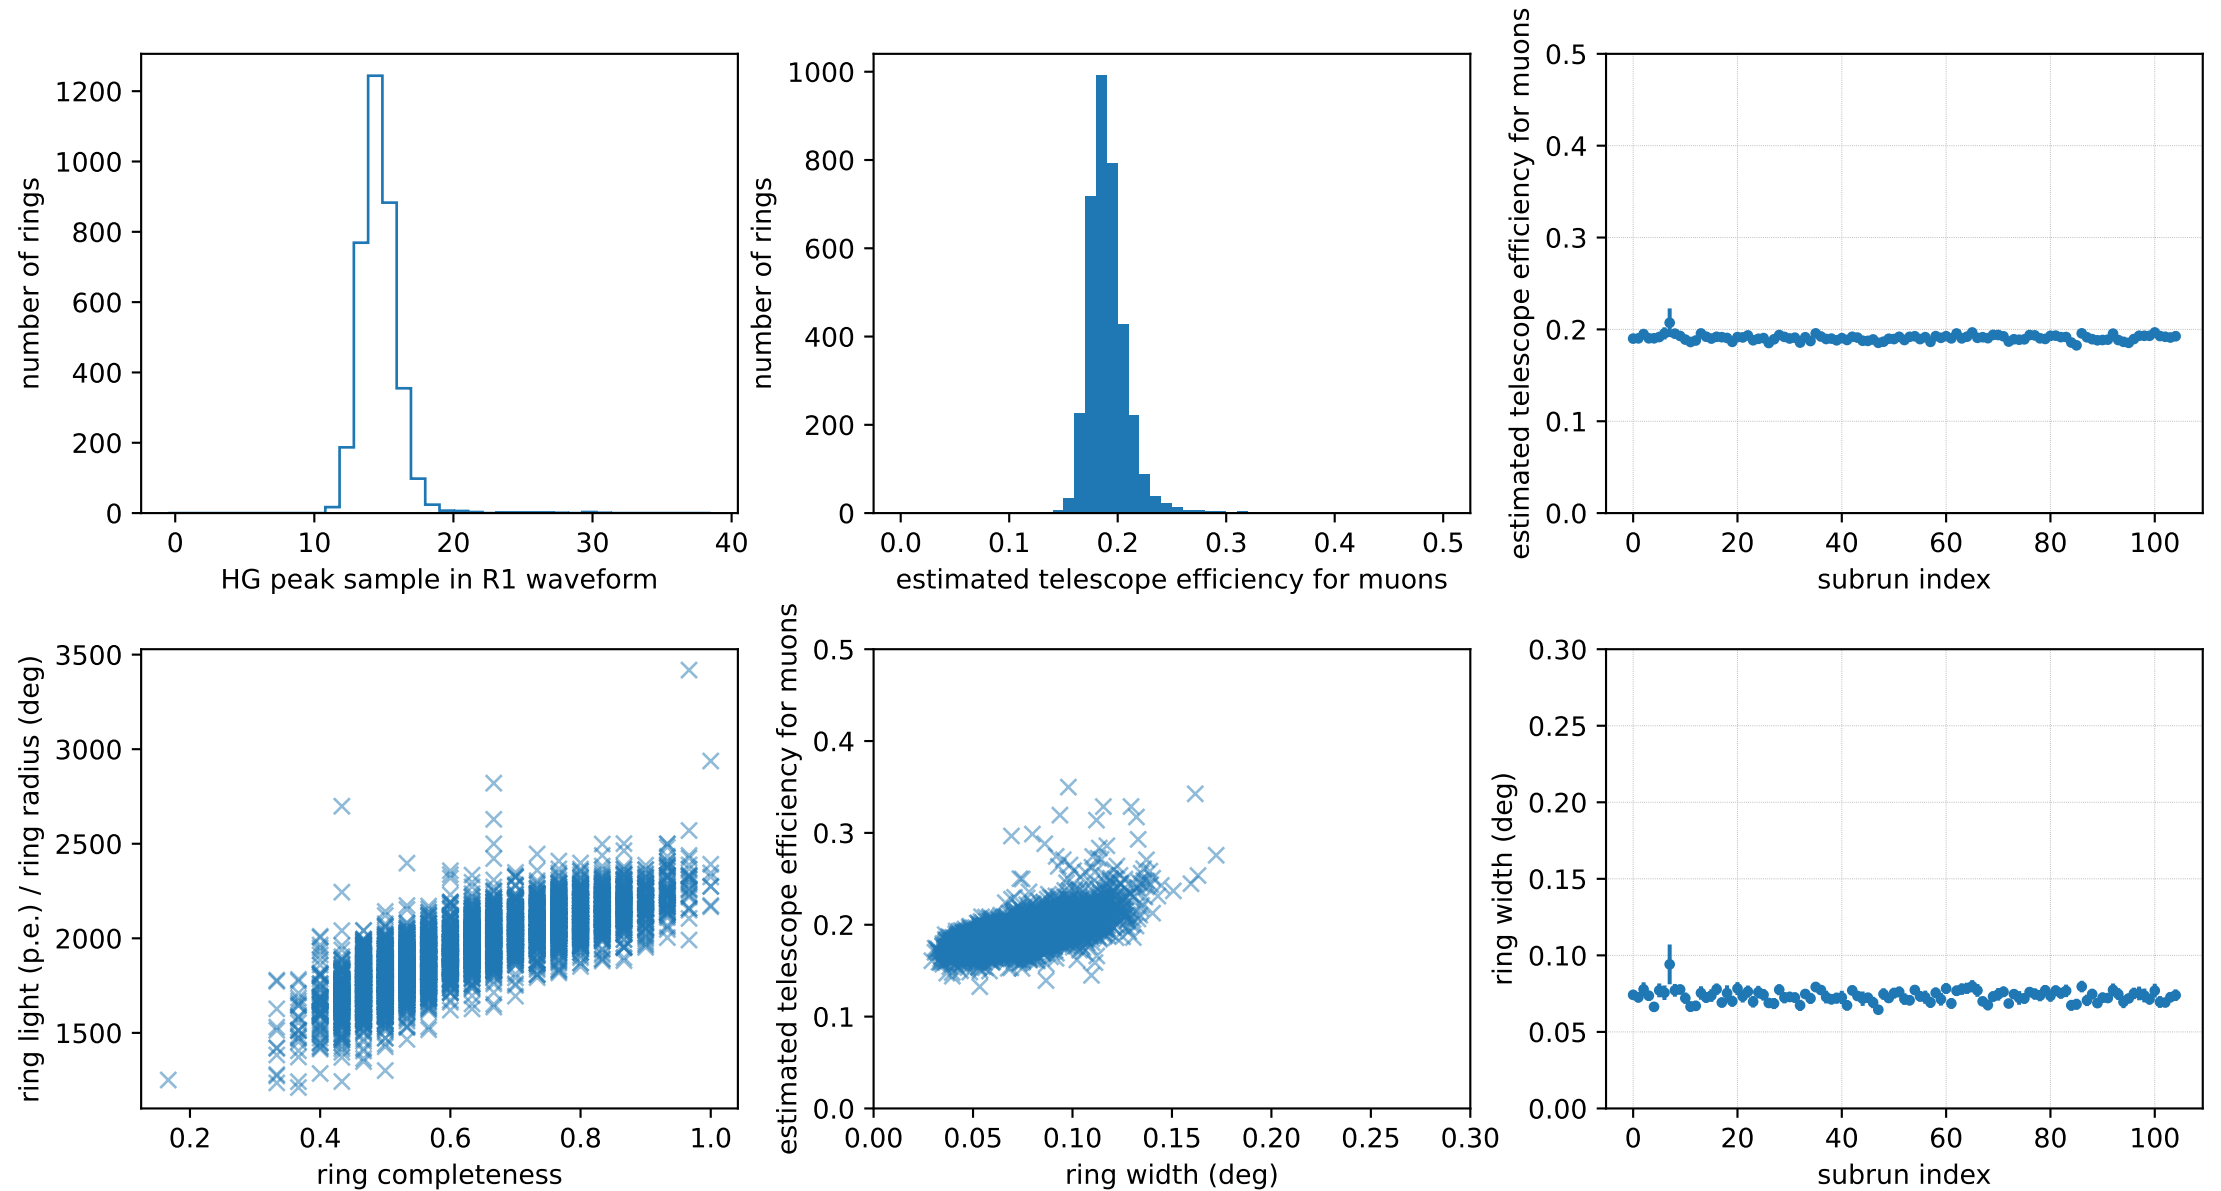 number of rings
1200
1000
800
600
400
200
0
0 10 20 30 40
HG peak sample in R1 waveform
number of rings
1000
800
600
400
200
0
0.0 0.1 0.2 0.3 0.4 0.5
estimated telescope efficiency for muons
estimated telescope efficiency for muons
0.5
0.4
0.3
0.2
0.1
0.0
0 20 40 60 80 100
subrun index
ring light (p.e.) / ring radius (deg)
3500
3000
2500
2000
1500
0.2 0.4 0.6 0.8 1.0
ring completeness
estimated telescope efficiency for muons
0.5
0.4
0.3
0.2
0.1
0.0
0.00 0.05 0.10 0.15 0.20 0.25 0.30
ring width (deg)
ring width (deg)
0.30
0.25
0.20
0.15
0.10
0.05
0.00
0 20 40 60 80 100
subrun index